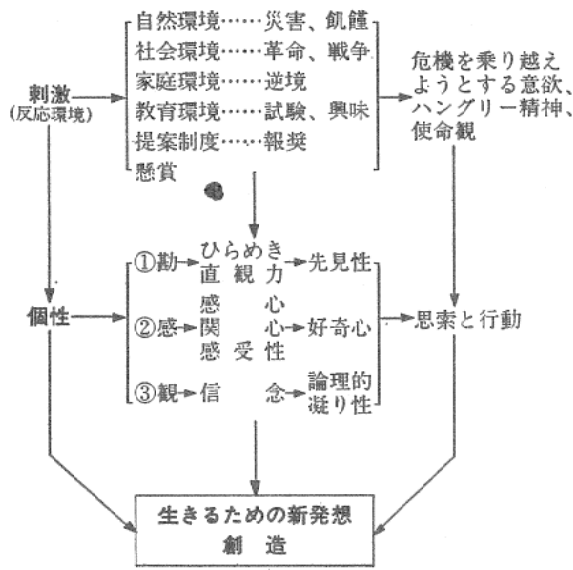 自然環境……災害、飢饉
社会環境……革命、戦争
家庭環境……逆境
教育環境……試験、興味
提案制度……報奨
懸賞
刺激
(反応環境)
危機を乗り越え
ようとする意欲、
ハングリー精神、
使命観
①勘→ひらめき
直観力→先見性
個性
②感→感心
関心→好奇心
感受性
③観→信念→論理的
凝り性
思索と行動
生きるための新発想
創造